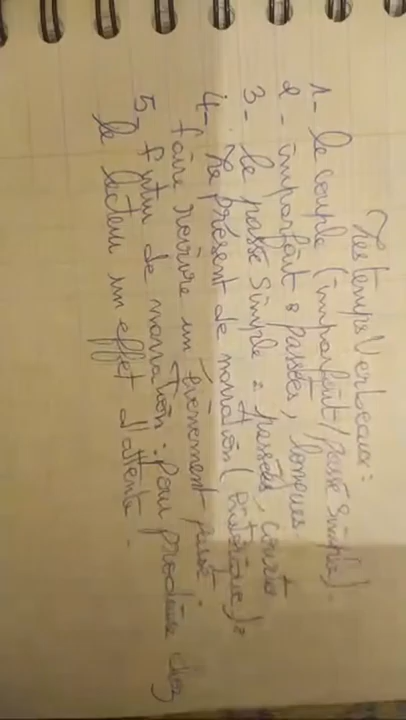 Les temps Verbeaux:
1- le couple (imparfait/passé simple).
2- imparfait = passées, longues.
3- le passé simple = passées, courtes
4- Le présent de narration (historique) =
faire revivre un événement passé.
5- futur de narration: pour produire chez
le lecteur un effet d'attente.